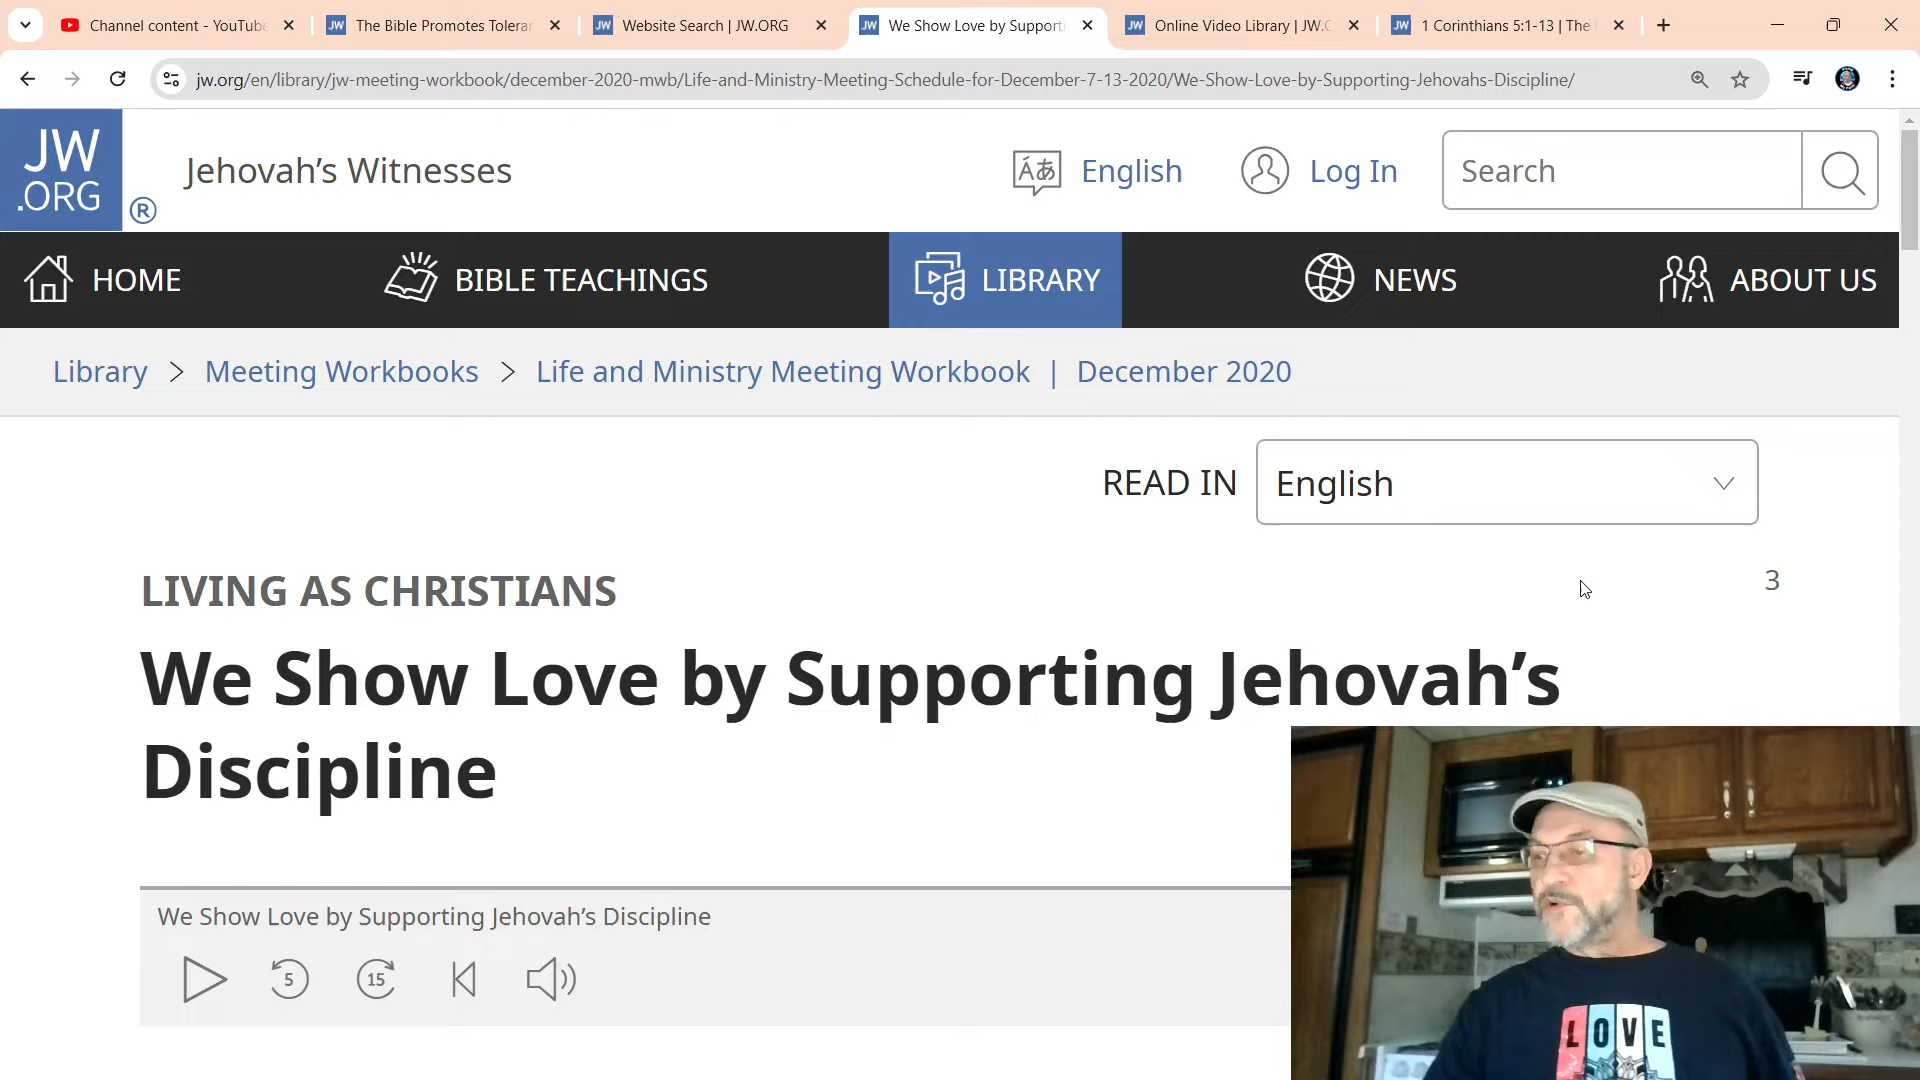 Channel content - YouTube
The Bible Promotes Toleran
Website Search | JW.ORG
We Show Love by Supporti
Online Video Library | JW.O
1 Corinthians 5:1-13 | The
jw.org/en/library/jw-meeting-workbook/december-2020-mwb/Life-and-Ministry-Meeting-Schedule-for-December-7-13-2020/We-Show-Love-by-Supporting-Jehovahs-Discipline/
JW
.ORG
®
Jehovah’s Witnesses
English
Log In
Search
HOME
BIBLE TEACHINGS
LIBRARY
NEWS
ABOUT US
Library > Meeting Workbooks > Life and Ministry Meeting Workbook | December 2020
READ IN English
LIVING AS CHRISTIANS
3
We Show Love by Supporting Jehovah’s
Discipline
We Show Love by Supporting Jehovah’s Discipline
5
15
LOVE